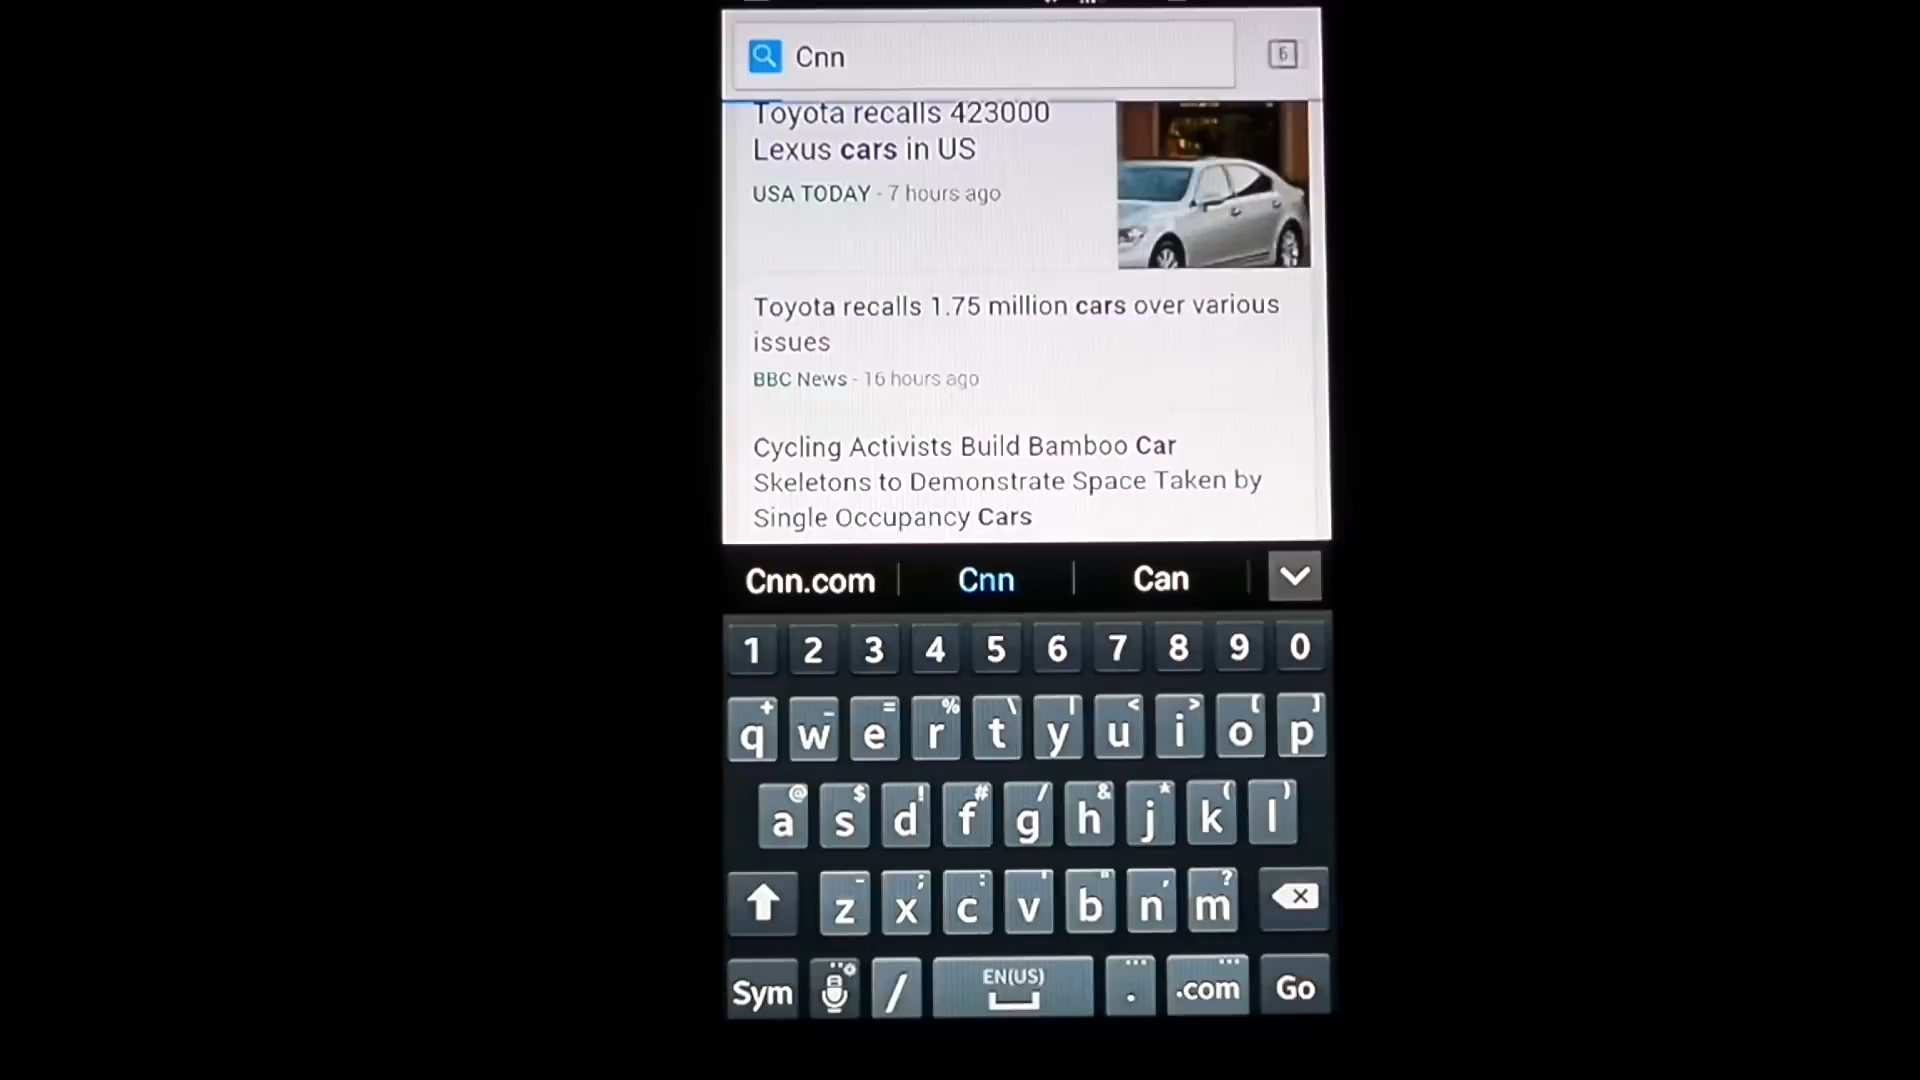 Cnn
6
Toyota recalls 423000
Lexus cars in US
USA TODAY - 7 hours ago
Toyota recalls 1.75 million cars over various
issues
BBC News - 16 hours ago
Cycling Activists Build Bamboo Car
Skeletons to Demonstrate Space Taken by
Single Occupancy Cars
Cnn.com Cnn Can
1 2 3 4 5 6 7 8 9 0
+ _ = % \ | < > [ ]
q w e r t y u i o p
@ $ ! # / & * ( )
a s d f g h j k l
- ; : ' " , ?
z x c v b n m
Sym / EN(US) . .com Go